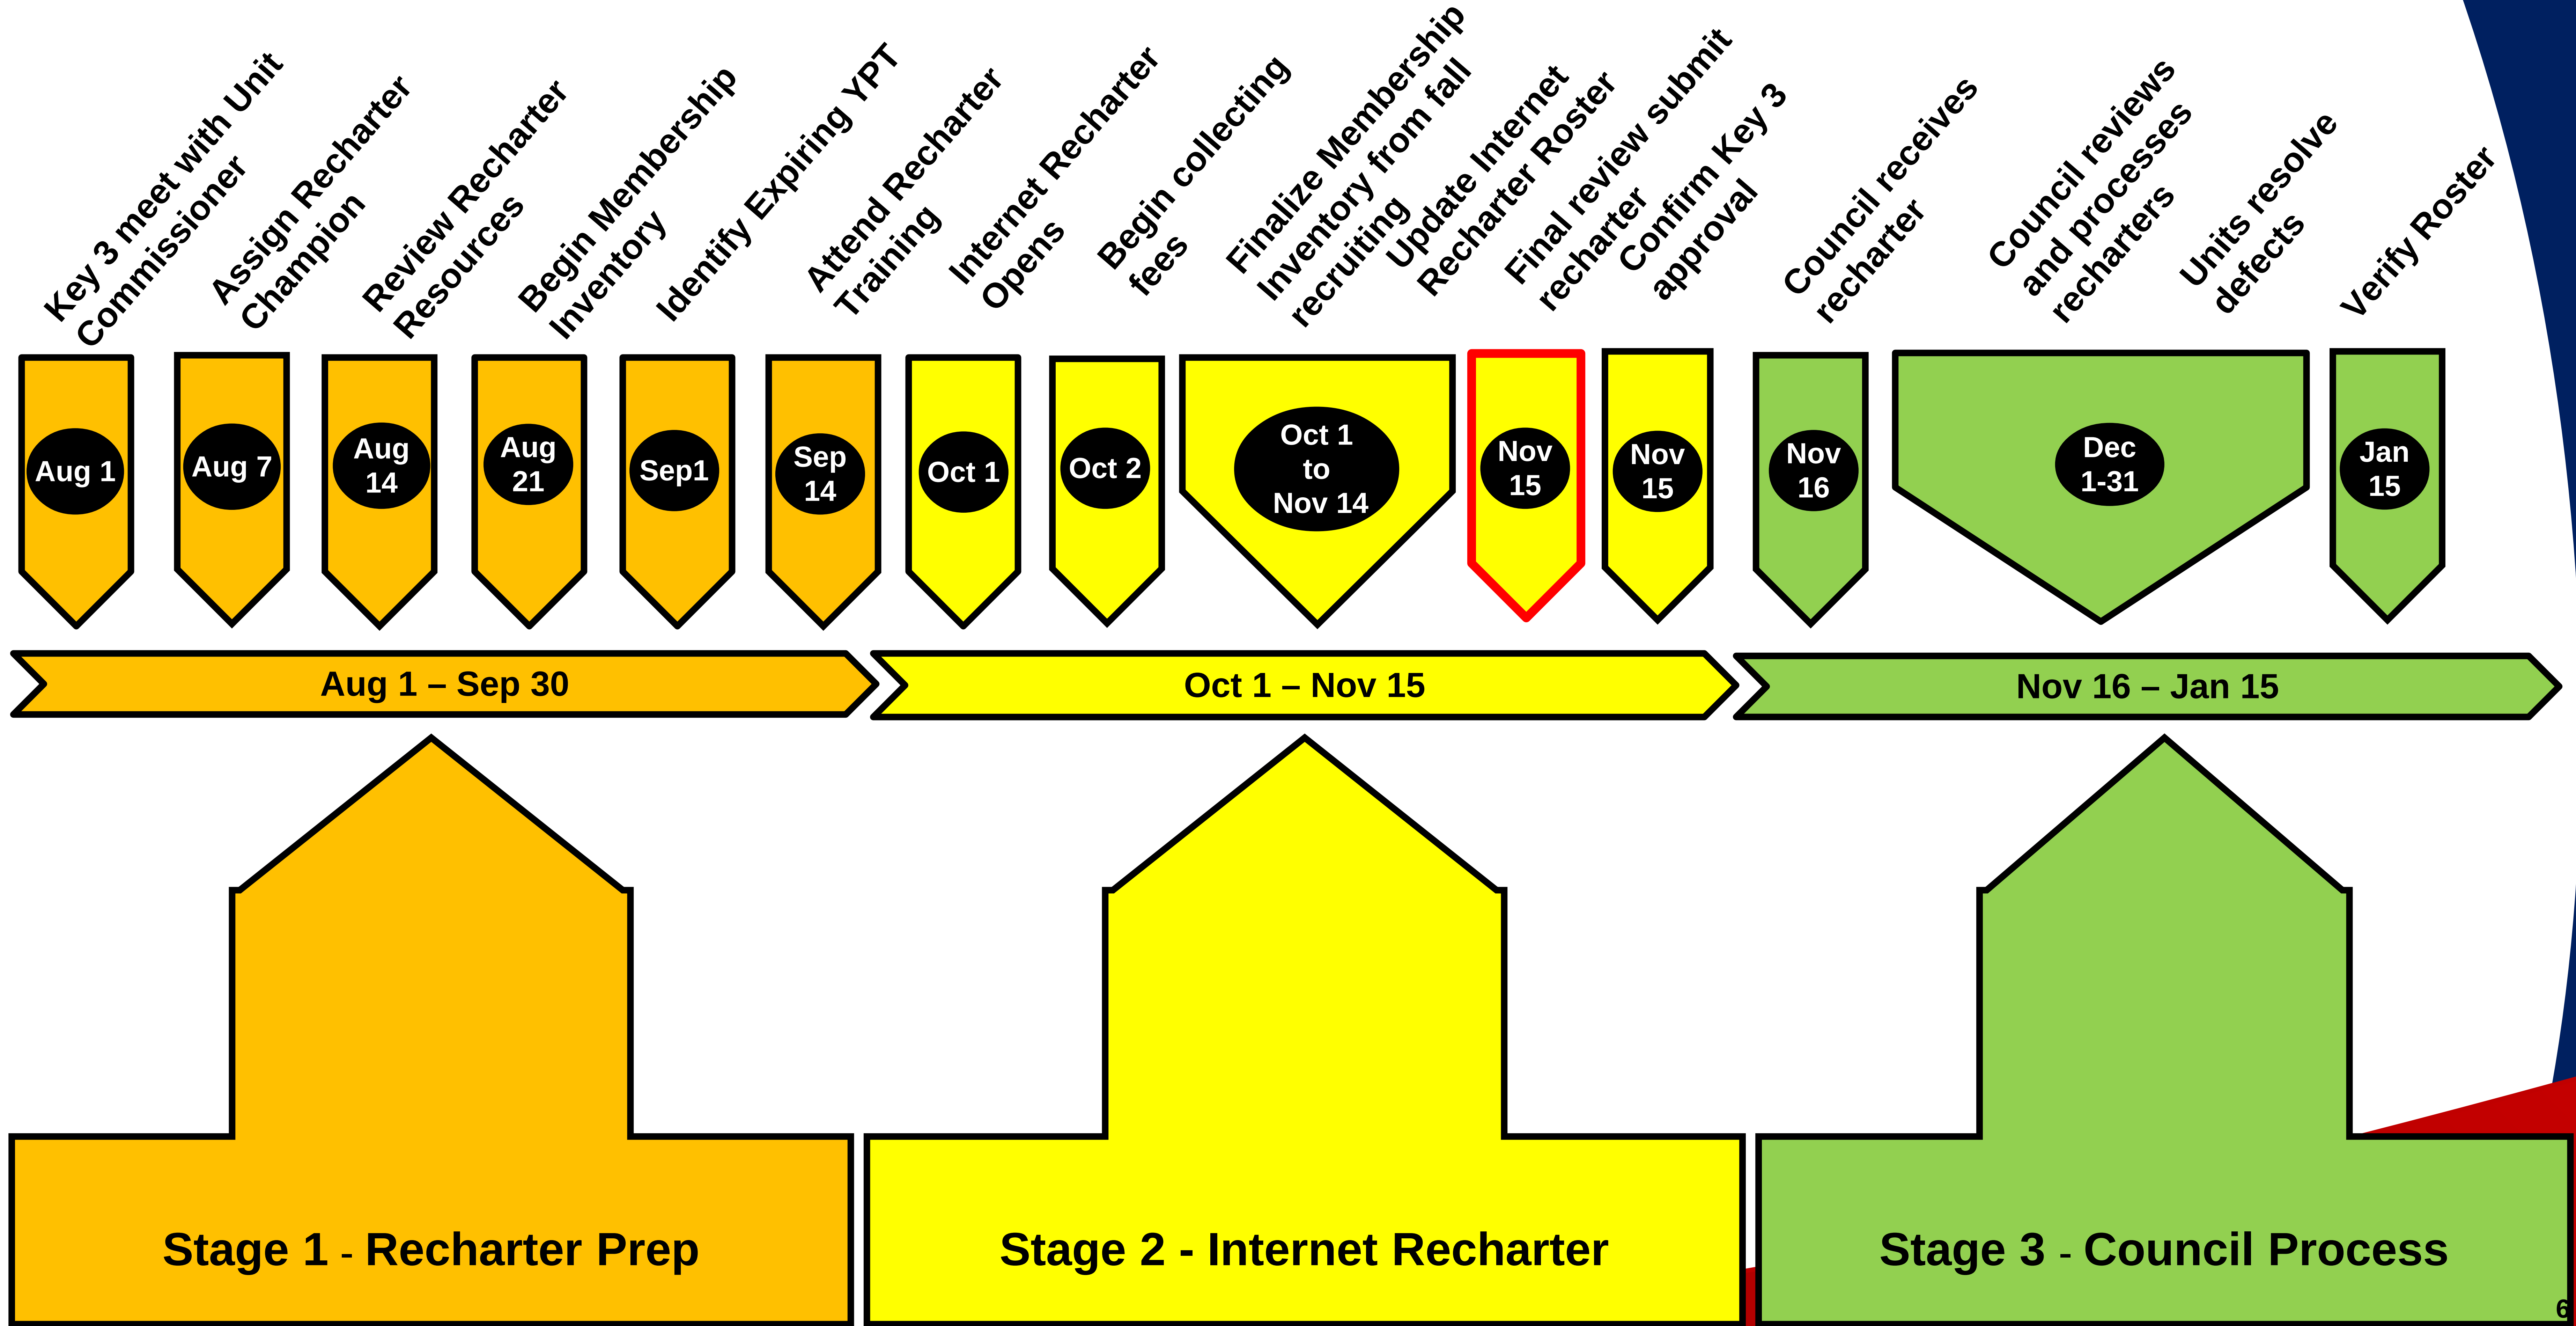 Key 3 meet with Unit
Commissioner
Assign Recharter
Champion
Review Recharter
Resources
Begin Membership
Inventory
Identify Expiring YPT
Attend Recharter
Training
Internet Recharter
Opens
Begin collecting
fees
Finalize Membership
Inventory from fall
recruiting
Update Internet
Recharter Roster
Final review submit
recharter
Confirm Key 3
approval
Council receives
recharter
Council reviews
and processes
recharters
Units resolve
defects
Verify Roster
Aug 1
Aug 7
Aug
14
Aug
21
Sep1
Sep
14
Oct 1
Oct 2
Oct 1
to
Nov 14
Nov
15
Nov
15
Nov
16
Dec
1-31
Jan
15
Aug 1 – Sep 30
Oct 1 – Nov 15
Nov 16 – Jan 15
Stage 1 - Recharter Prep
Stage 2 - Internet Recharter
Stage 3 - Council Process
6